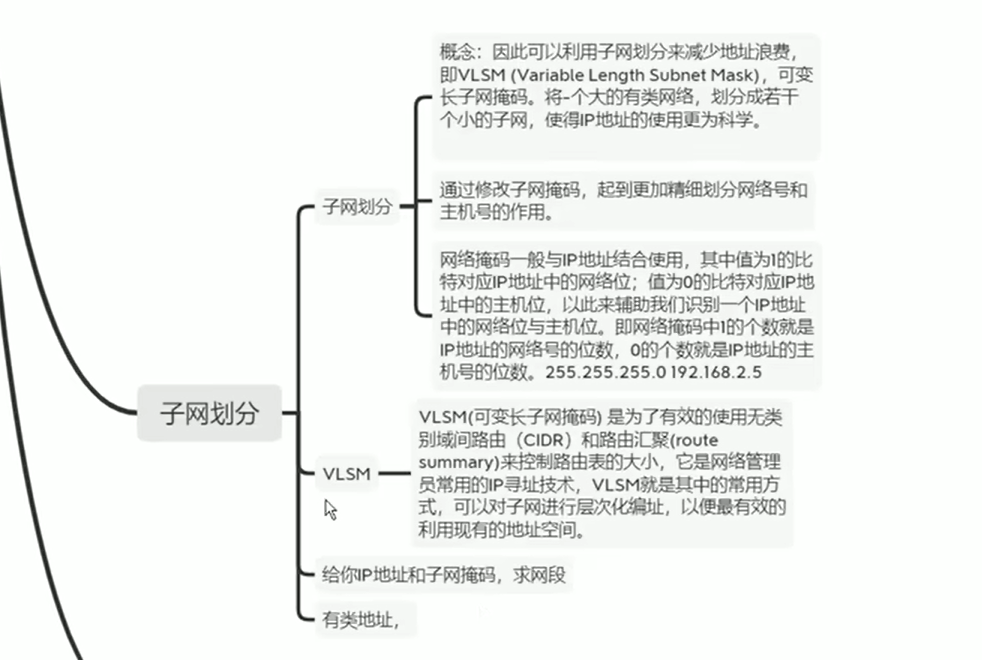 概念：因此可以利用子网划分来减少地址浪费，
即VLSM (Variable Length Subnet Mask)，可变
长子网掩码。将-个大的有类网络，划分成若干
个小的子网，使得IP地址的使用更为科学。
子网划分
通过修改子网掩码，起到更加精细划分网络号和
主机号的作用。
网络掩码一般与IP地址结合使用，其中值为1的比
特对应IP地址中的网络位；值为0的比特对应IP地
址中的主机位，以此来辅助我们识别一个IP地址
中的网络位与主机位。即网络掩码中1的个数就是
IP地址的网络号的位数，0的个数就是IP地址的主
机号的位数。255.255.255.0 192.168.2.5
子网划分
VLSM
VLSM(可变长子网掩码) 是为了有效的使用无类
别域间路由（CIDR）和路由汇聚(route
summary)来控制路由表的大小，它是网络管理
员常用的IP寻址技术，VLSM就是其中的常用方
式，可以对子网进行层次化编址，以便最有效的
利用现有的地址空间。
给你IP地址和子网掩码，求网段
有类地址，